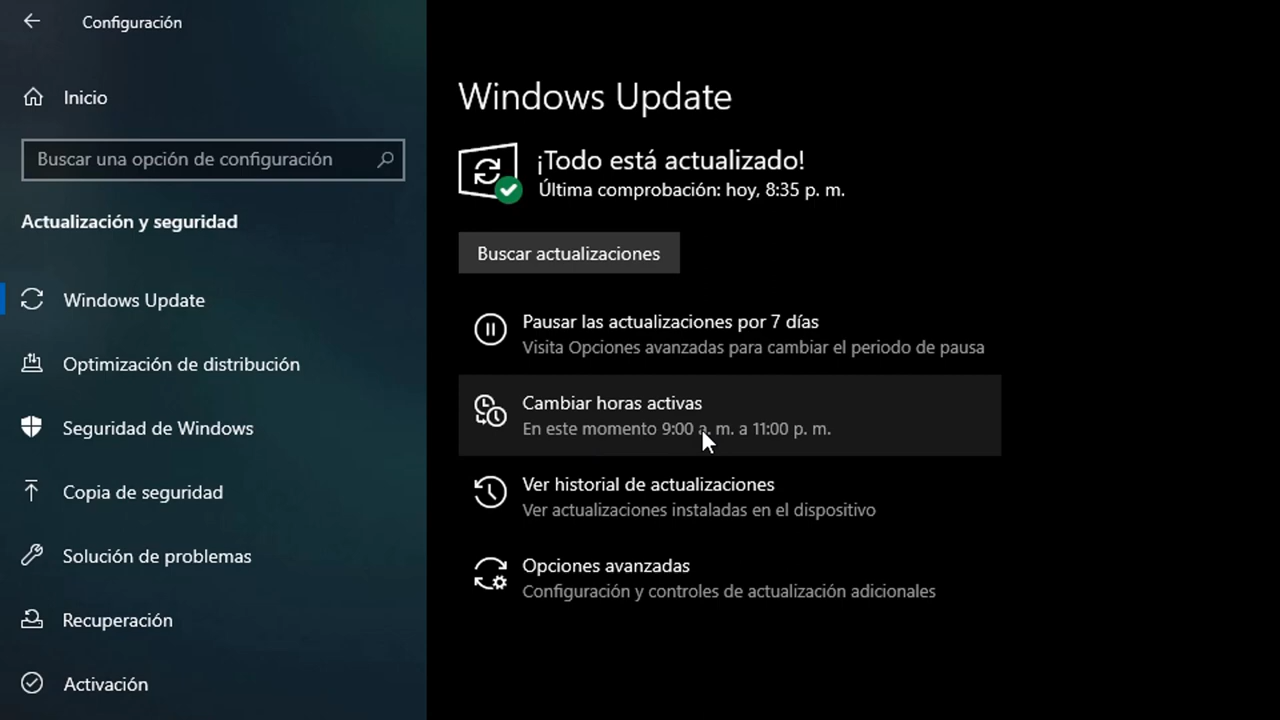 Configuración
Inicio
Buscar una opción de configuración
Actualización y seguridad
Windows Update
Optimización de distribución
Seguridad de Windows
Copia de seguridad
Solución de problemas
Recuperación
Activación
Windows Update
¡Todo está actualizado!
Última comprobación: hoy, 8:35 p. m.
Buscar actualizaciones
Pausar las actualizaciones por 7 días
Visita Opciones avanzadas para cambiar el periodo de pausa
Cambiar horas activas
En este momento 9:00 a. m. a 11:00 p. m.
Ver historial de actualizaciones
Ver actualizaciones instaladas en el dispositivo
Opciones avanzadas
Configuración y controles de actualización adicionales